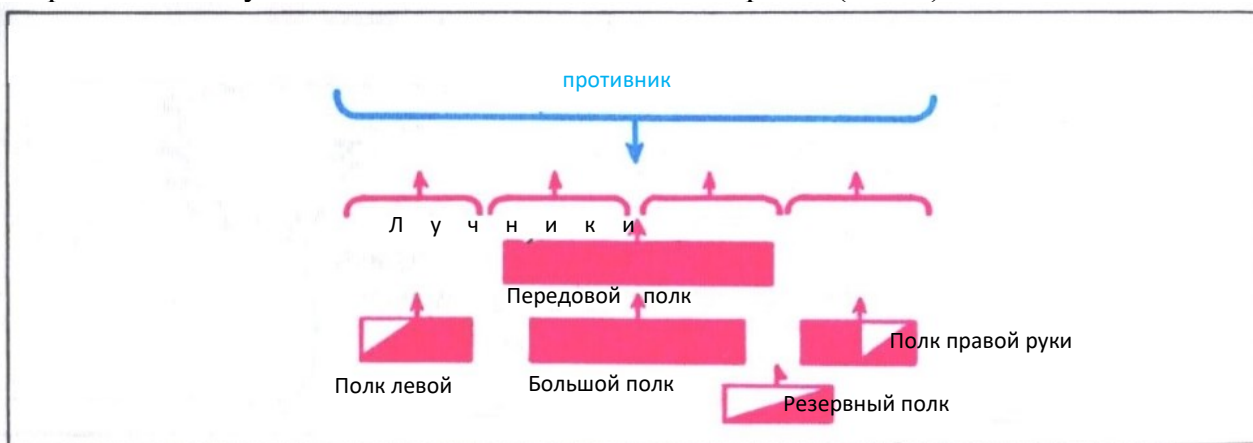 противник
Л у ч н и к и
Передовой полк
Полк правой руки
Полк левой
Большой полк
Резервный полк